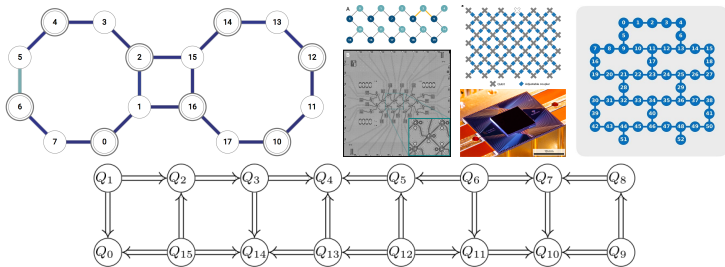 4 3 14 13
5 2 15 12
6 1 16 11
7 0 17 10
A
Qubit Adjustable coupler
0 1 2 3 4
5 6
7 8 9 10 11 12 13 14 15
16 17 18
19 20 21 22 23 24 25 26 27
28 29
30 31 32 33 34 35 36 37 38
39 40 41
42 43 44 45 46 47 48 49 50
51 52
Q1 Q2 Q3 Q4 Q5 Q6 Q7 Q8
Q0 Q15 Q14 Q13 Q12 Q11 Q10 Q9